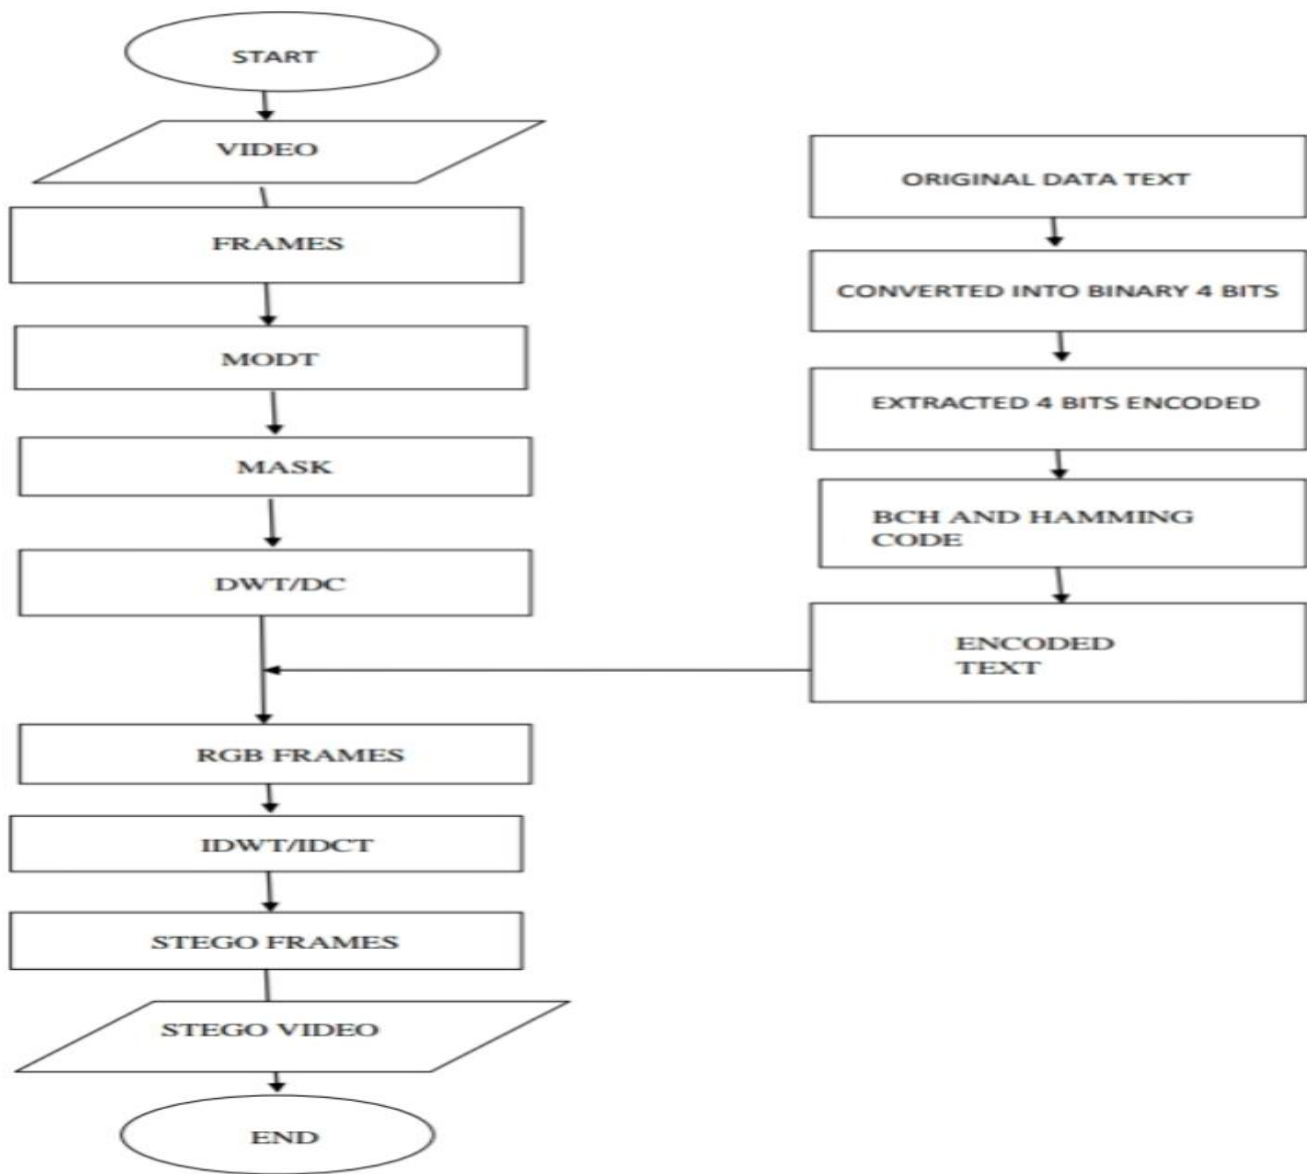 START
VIDEO
FRAMES
MODT
MASK
DWT/DC
RGB FRAMES
IDWT/IDCT
STEGO FRAMES
STEGO VIDEO
END
ORIGINAL DATA TEXT
CONVERTED INTO BINARY 4 BITS
EXTRACTED 4 BITS ENCODED
BCH AND HAMMING
CODE
ENCODED
TEXT